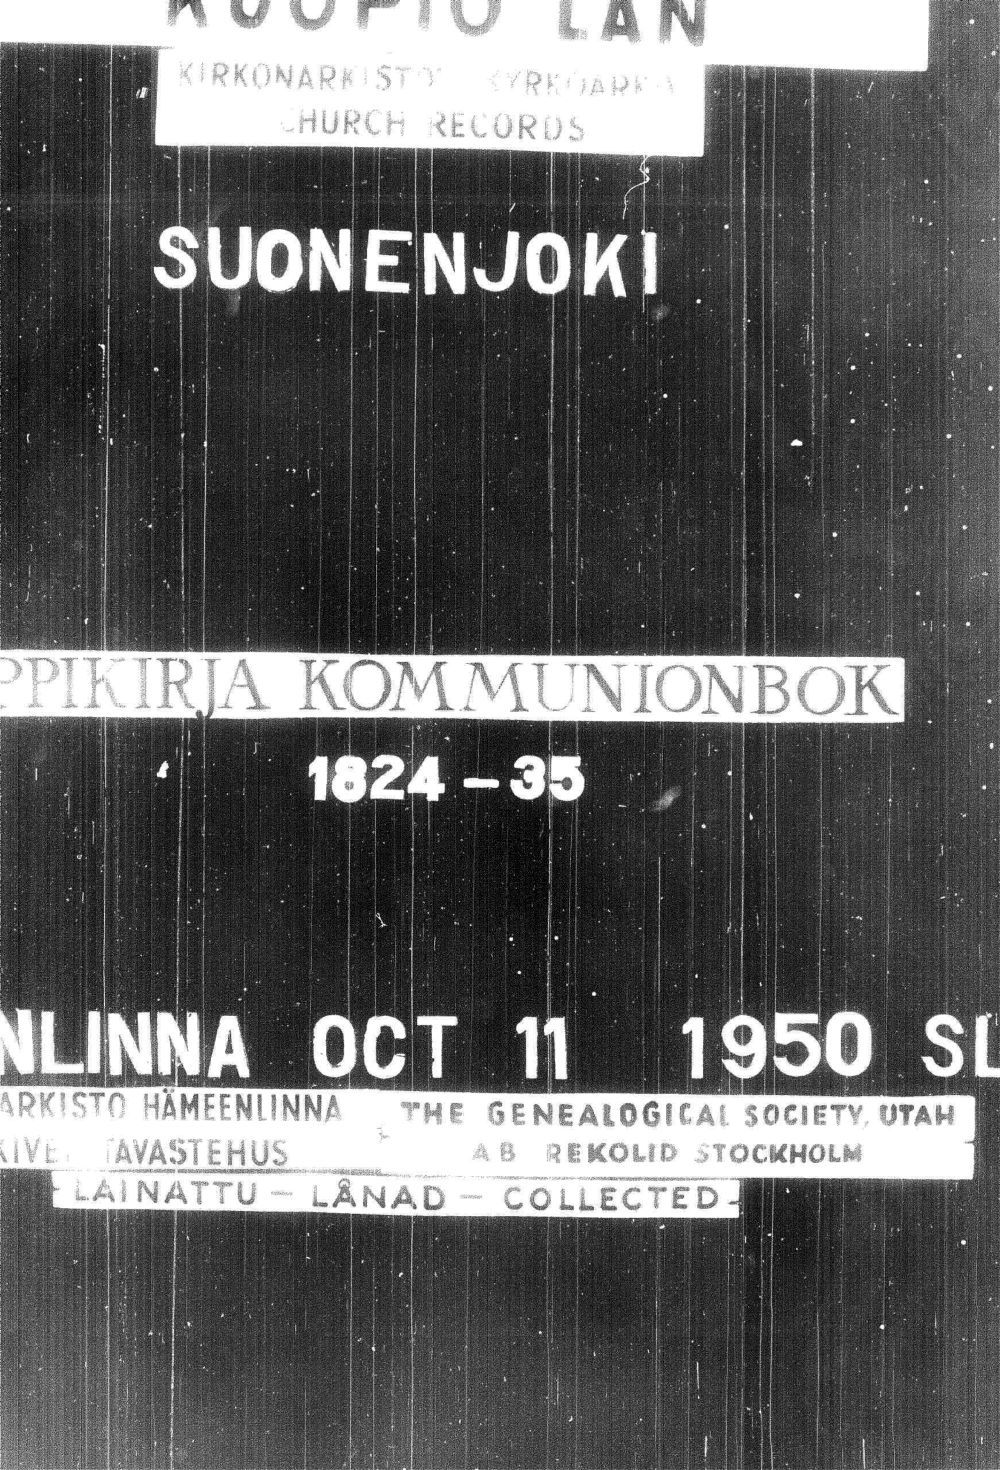 KUOPIO LÄN
KIRKONARKISTO KYRKOARKIV
CHURCH RECORDS
SUONENJOKI
PPIKIRJA KOMMUNIONBOK
1824-35
NLINNA OCT 11 1950 SL
ARKISTO HÄMEENLINNA THE GENEALOGICAL SOCIETY, UTAH
KIVE TAVASTEHUS AB REKOLID STOCKHOLM
LAINATTU - LÅNAD - COLLECTED-